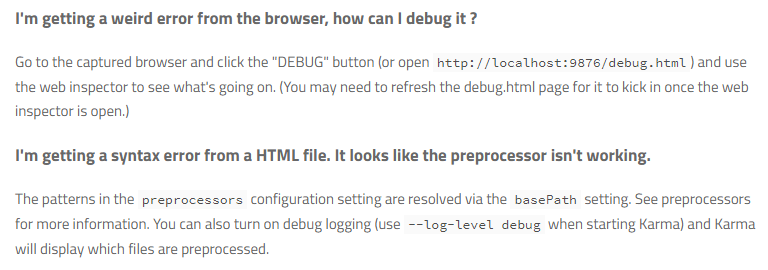 I'm getting a weird error from the browser, how can I debug it ?
Go to the captured browser and click the "DEBUG" button (or open http://localhost:9876/debug.html ) and use
the web inspector to see what's going on. (You may need to refresh the debug.html page for it to kick in once the web
inspector is open.)
I'm getting a syntax error from a HTML file. It looks like the preprocessor isn't working.
The patterns in the preprocessors configuration setting are resolved via the basePath setting. See preprocessors
for more information. You can also turn on debug logging (use --log-level debug when starting Karma) and Karma
will display which files are preprocessed.